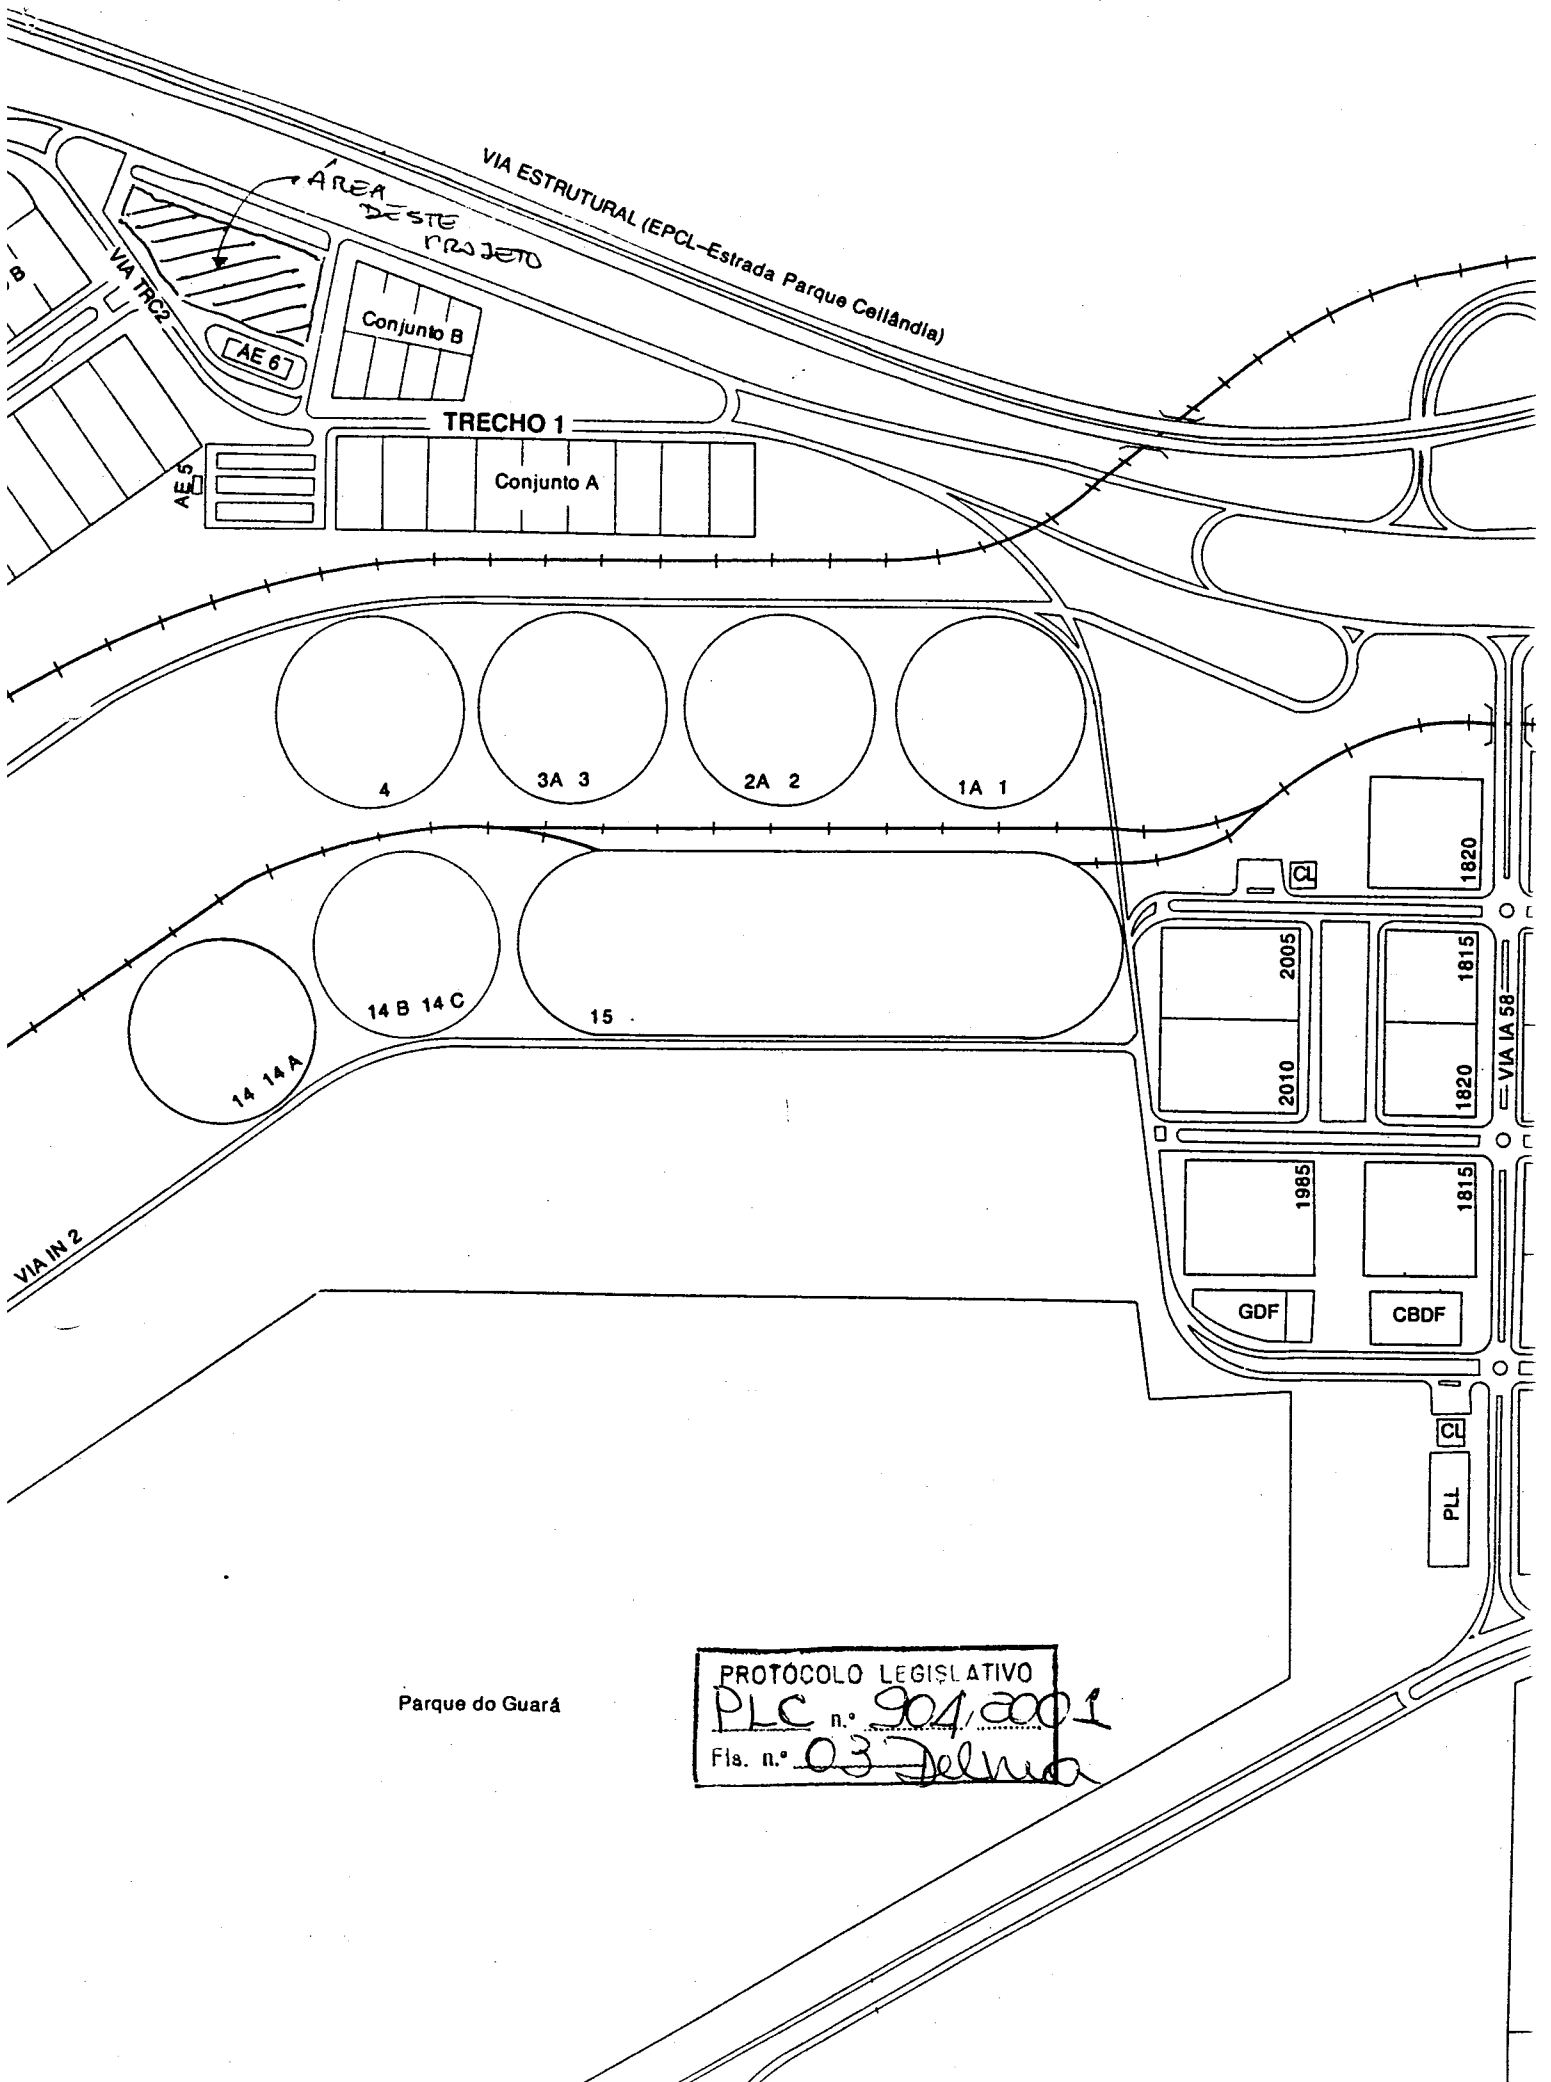 VIA ESTRUTURAL (EPCL-Estrada Parque Ceilândia)
ÁREA
DESTE
PROJETO
B
VIA TRC2
Conjunto B
AE 67
TRECHO 1
Conjunto A
AE 5
4
3A 3
2A 2
1A 1
1820
CL
14 B 14 C
15
2005
1815
14 14 A
2010
1820
VIA IA 58
1985
1815
VIA IN 2
GDF
CBDF
CL
PLL
Parque do Guará
PROTOCOLO LEGISLATIVO
PLC n.º 904, 2001
Fls. n.º 03 Delma